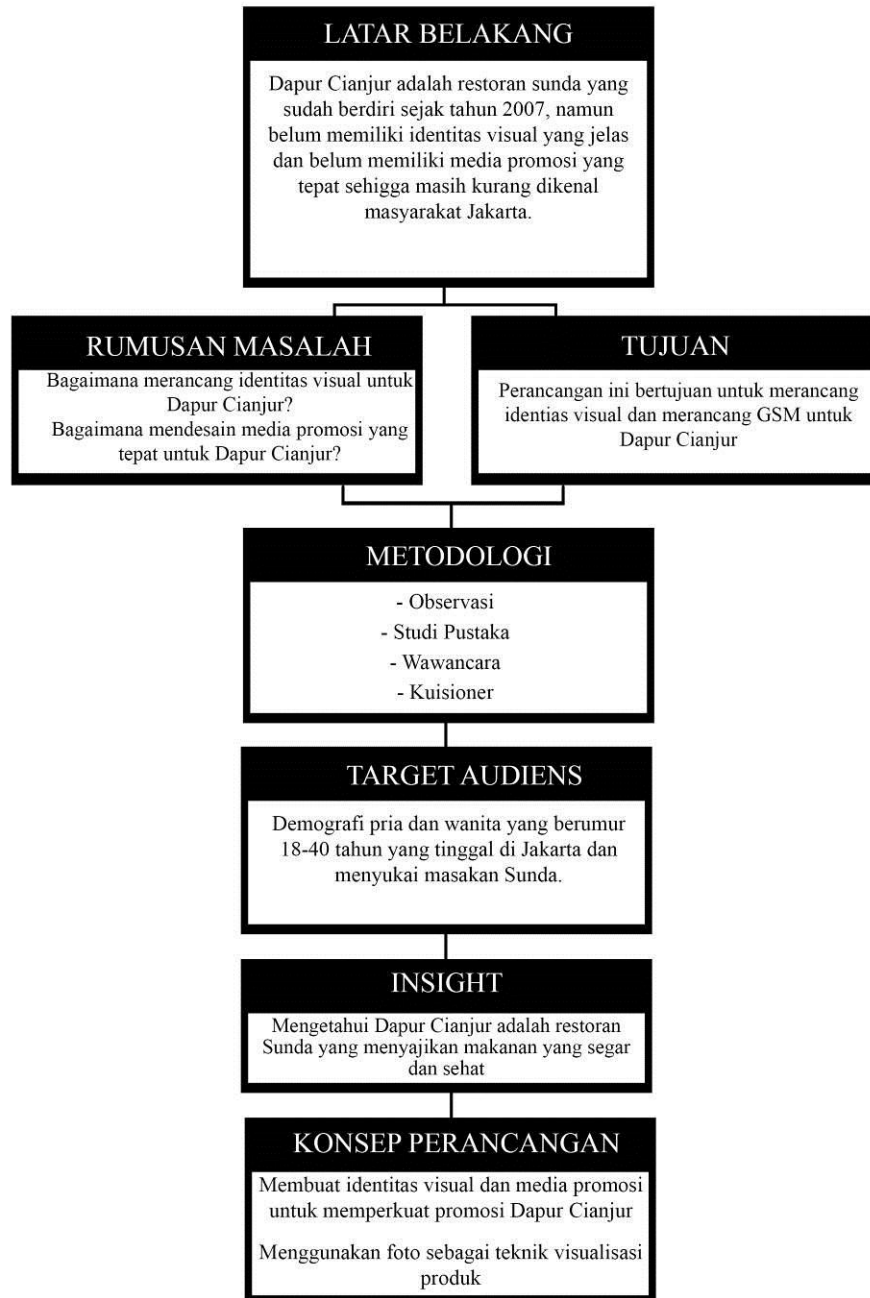 LATAR BELAKANG
Dapur Cianjur adalah restoran sunda yang
sudah berdiri sejak tahun 2007, namun
belum memiliki identitas visual yang jelas
dan belum memiliki media promosi yang
tepat sehigga masih kurang dikenal
masyarakat Jakarta.
RUMUSAN MASALAH
Bagaimana merancang identitas visual untuk
Dapur Cianjur?
Bagaimana mendesain media promosi yang
tepat untuk Dapur Cianjur?
TUJUAN
Perancangan ini bertujuan untuk merancang
identias visual dan merancang GSM untuk
Dapur Cianjur
METODOLOGI
- Observasi
- Studi Pustaka
- Wawancara
- Kuisioner
TARGET AUDIENS
Demografi pria dan wanita yang berumur
18-40 tahun yang tinggal di Jakarta dan
menyukai masakan Sunda.
INSIGHT
Mengetahui Dapur Cianjur adalah restoran
Sunda yang menyajikan makanan yang segar
dan sehat
KONSEP PERANCANGAN
Membuat identitas visual dan media promosi
untuk memperkuat promosi Dapur Cianjur
Menggunakan foto sebagai teknik visualisasi
produk